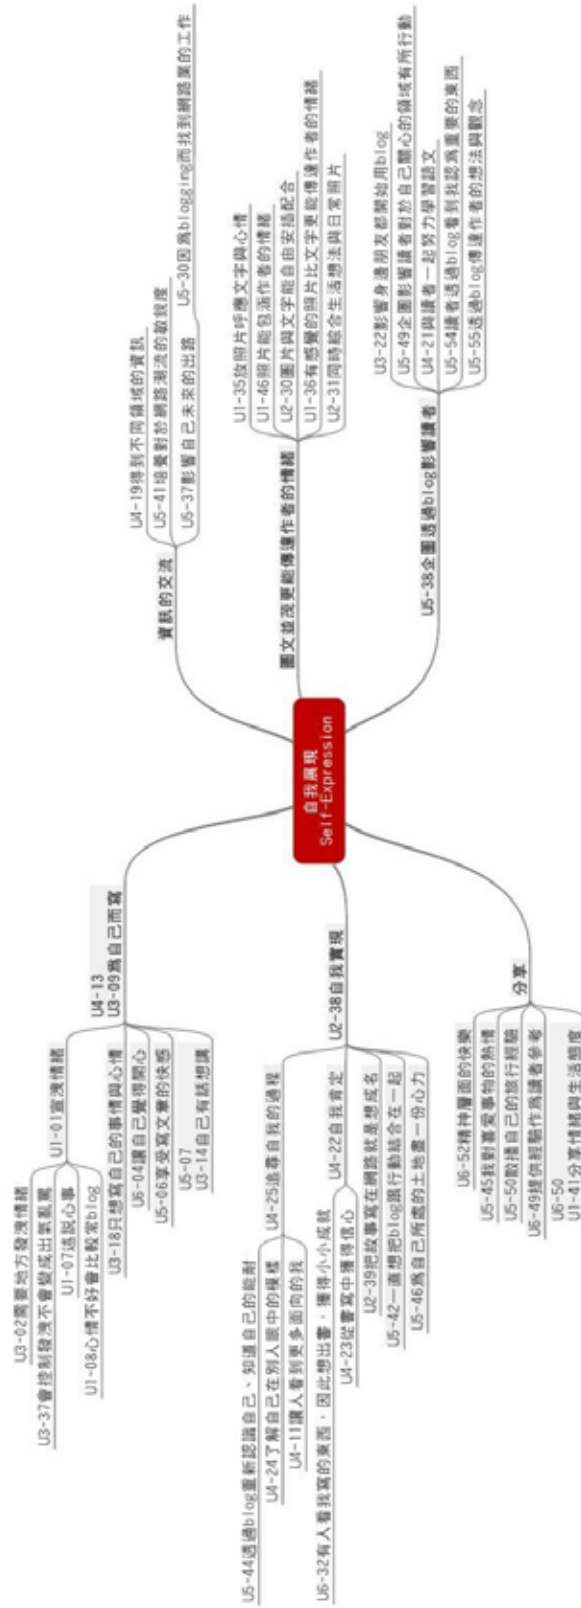 自我展現
Self-Expression
U4-13
U3-09為自己而寫
U1-01宣洩情緒
U3-02需要地方發洩情緒
U3-37會控制發洩不會變成出氣亂罵
U1-07述說心事
U1-08心情不好會比較常blog
U3-18只想寫自己的事情與心情
U6-04讓自己覺得開心
U5-06享受寫文章的快感
U5-07
U3-14自己有話想講
U2-38自我實現
U4-25追尋自我的過程
U5-44透過blog重新認識自己、知道自己的能耐
U4-24了解自己在別人眼中的模樣
U4-11讓人看到更多面向的我
U4-22自我肯定
U6-32有人看我寫的東西，因此想出書，獲得小小成就
U4-23從書寫中獲得信心
U2-39把故事寫在網路就是想成名
U5-42一直想把blog跟行動結合在一起
U5-46為自己所處的土地盡一份心力
分享
U6-52精神層面的快樂
U5-45我對喜愛事物的熱情
U5-50散播自己的旅行經驗
U6-49提供經驗作為讀者參考
U6-50
U1-41分享情緒與生活態度
資訊的交流
U4-19得到不同領域的資訊
U5-41培養對於網路潮流的敏銳度
U5-37影響自己未來的出路
U5-30因為blogging而找到網路業的工作
圖文並茂更能傳達作者的情緒
U1-35放照片呼應文字與心情
U1-46照片能包涵作者的情緒
U2-30圖片與文字能自由安插配合
U1-36有感覺的照片比文字更能傳達作者的情緒
U2-31同時綜合生活想法與日常照片
U5-38企圖透過blog影響讀者
U3-22影響身邊朋友都開始用blog
U5-49企圖影響讀者對於自己關心的領域有所行動
U4-21與讀者一起努力學習語文
U5-54讀者透過blog看到我認為重要的東西
U5-55透過blog傳達作者的想法與觀念